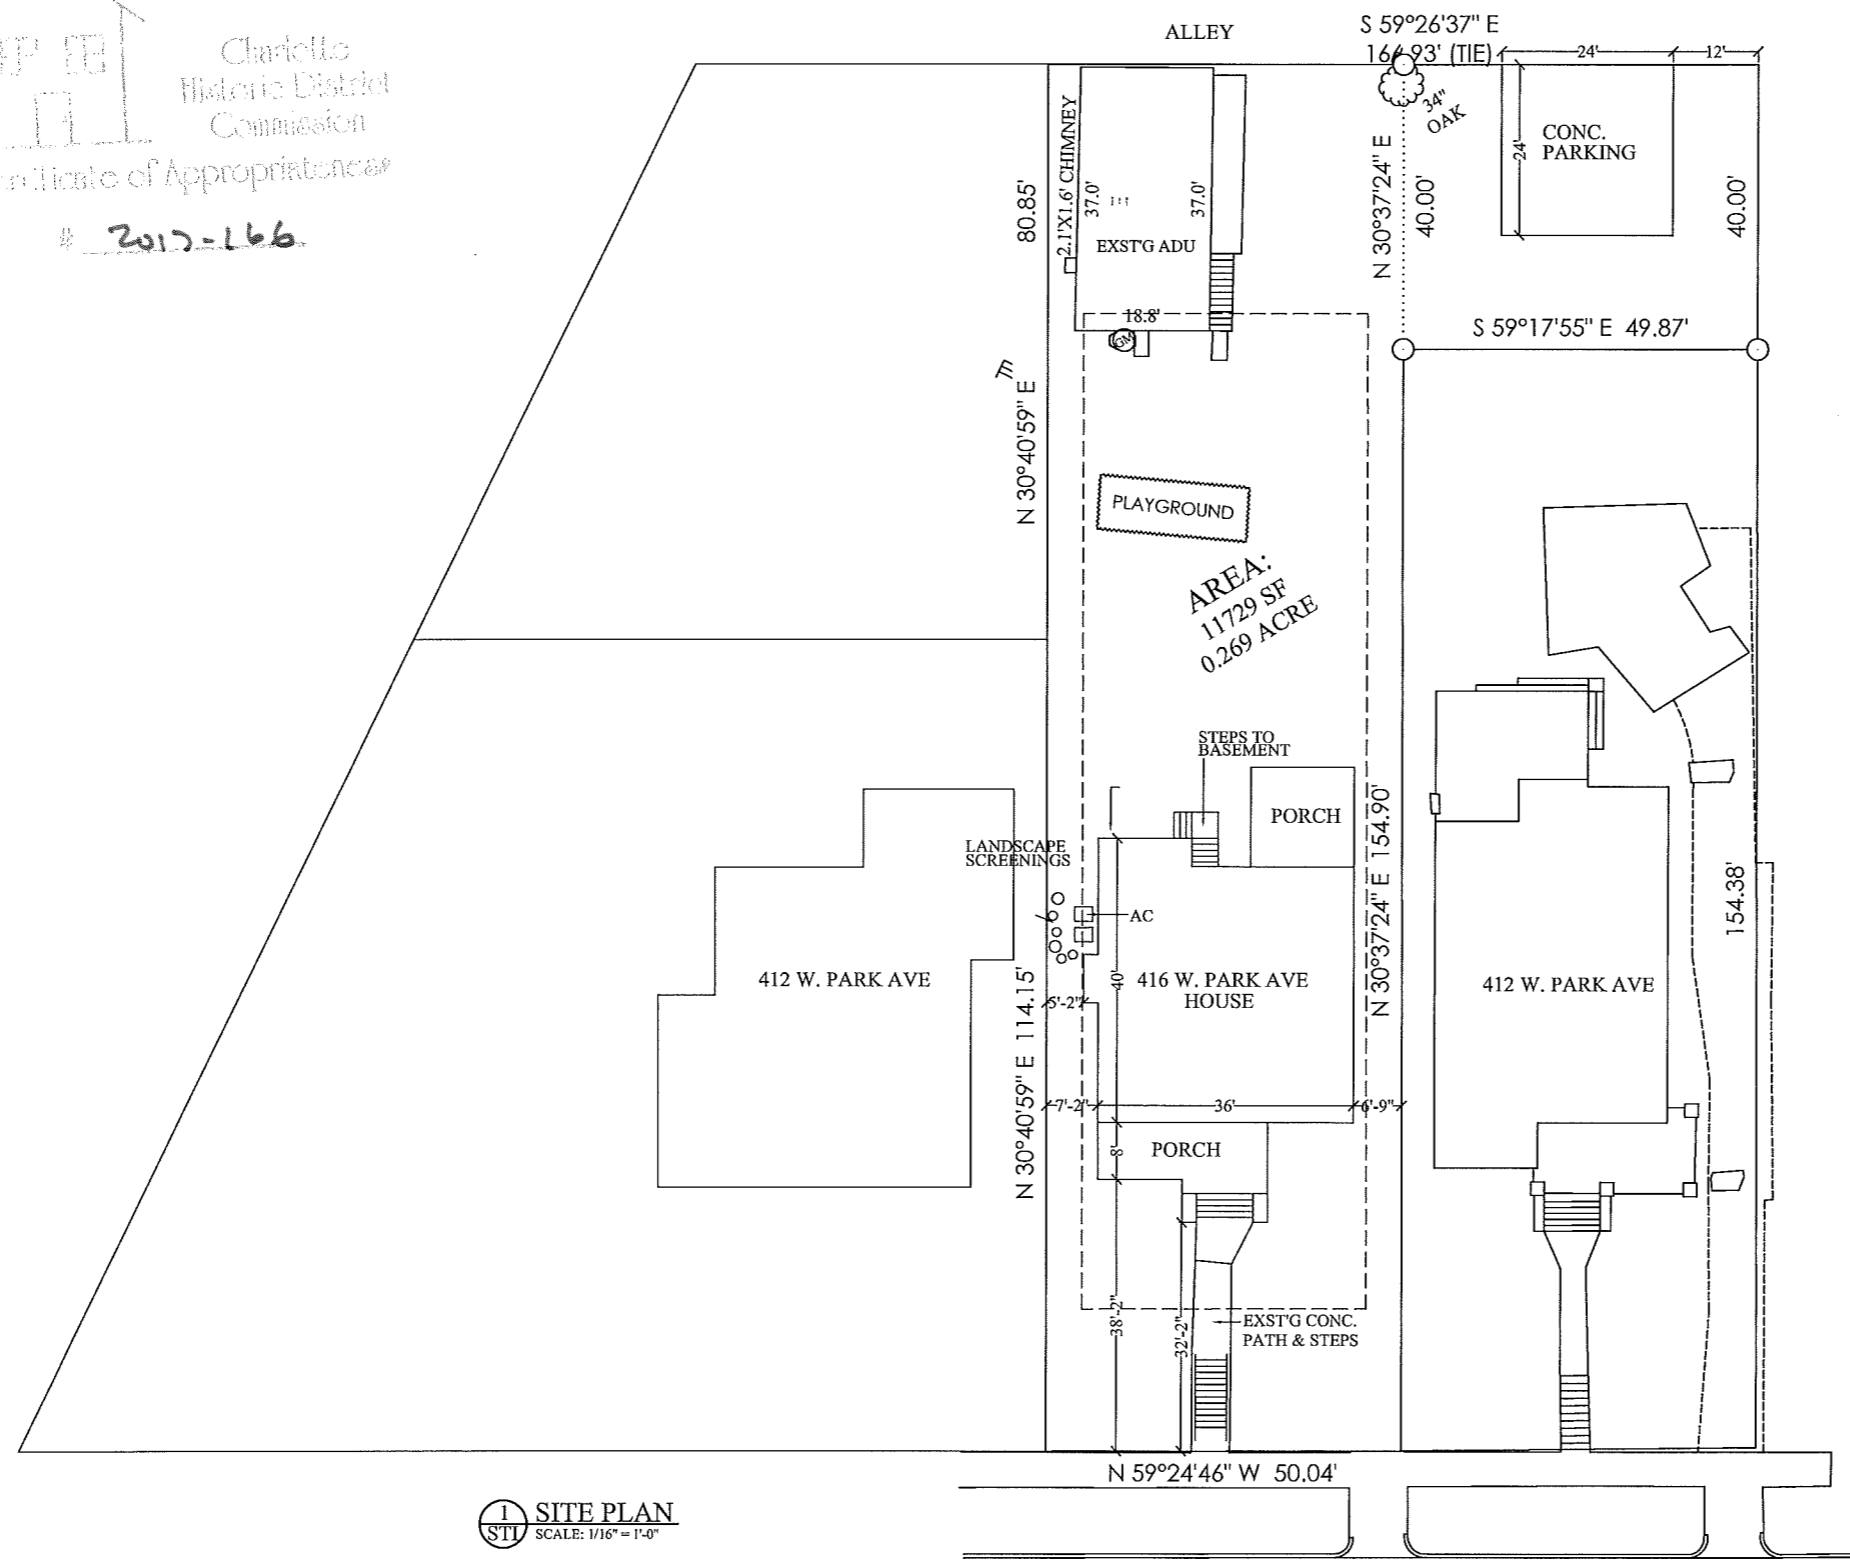 Charlotte
Historic District
Commission
Certificate of Appropriateness
#
ALLEY
S 59°26'37" E
166.93' (TIE)
24'
12'
34"
OAK
CONC.
PARKING
24'
2.1'X1.6' CHIMNEY
37.0'
37.0'
EXST'G ADU
18.8'
GM
80.85'
N 30°40'59" E
N 30°37'24" E
40.00'
40.00'
S 59°17'55" E 49.87'
PLAYGROUND
AREA:
11729 SF
0.269 ACRE
STEPS TO
BASEMENT
PORCH
LANDSCAPE
SCREENINGS
AC
412 W. PARK AVE
416 W. PARK AVE
HOUSE
412 W. PARK AVE
40'
5'-2"
N 30°40'59" E 114.15'
N 30°37'24" E 154.90'
154.38'
7'-2"
36'
6'-9"
PORCH
8'
38'-2"
32'-2"
EXST'G CONC.
PATH & STEPS
N 59°24'46" W 50.04'
1
ST1
SITE PLAN
SCALE: 1/16" = 1'-0"